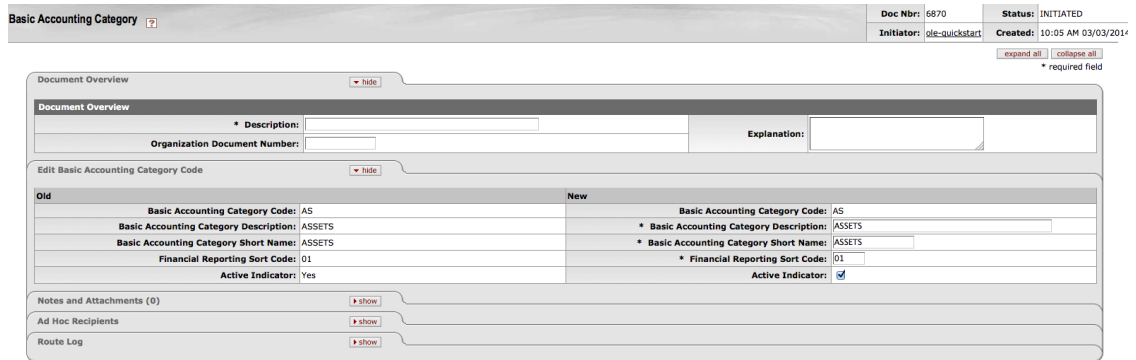 Basic Accounting Category ?
Doc Nbr: 6870 Status: INITIATED
Initiator: ole-quickstart Created: 10:05 AM 03/03/2014
expand all collapse all
* required field
Document Overview hide
Document Overview
* Description: Explanation:
Organization Document Number:
Edit Basic Accounting Category Code hide
Old New
Basic Accounting Category Code: AS Basic Accounting Category Code: AS
Basic Accounting Category Description: ASSETS * Basic Accounting Category Description: ASSETS
Basic Accounting Category Short Name: ASSETS * Basic Accounting Category Short Name: ASSETS
Financial Reporting Sort Code: 01 * Financial Reporting Sort Code: 01
Active Indicator: Yes Active Indicator:
Notes and Attachments (0) show
Ad Hoc Recipients show
Route Log show